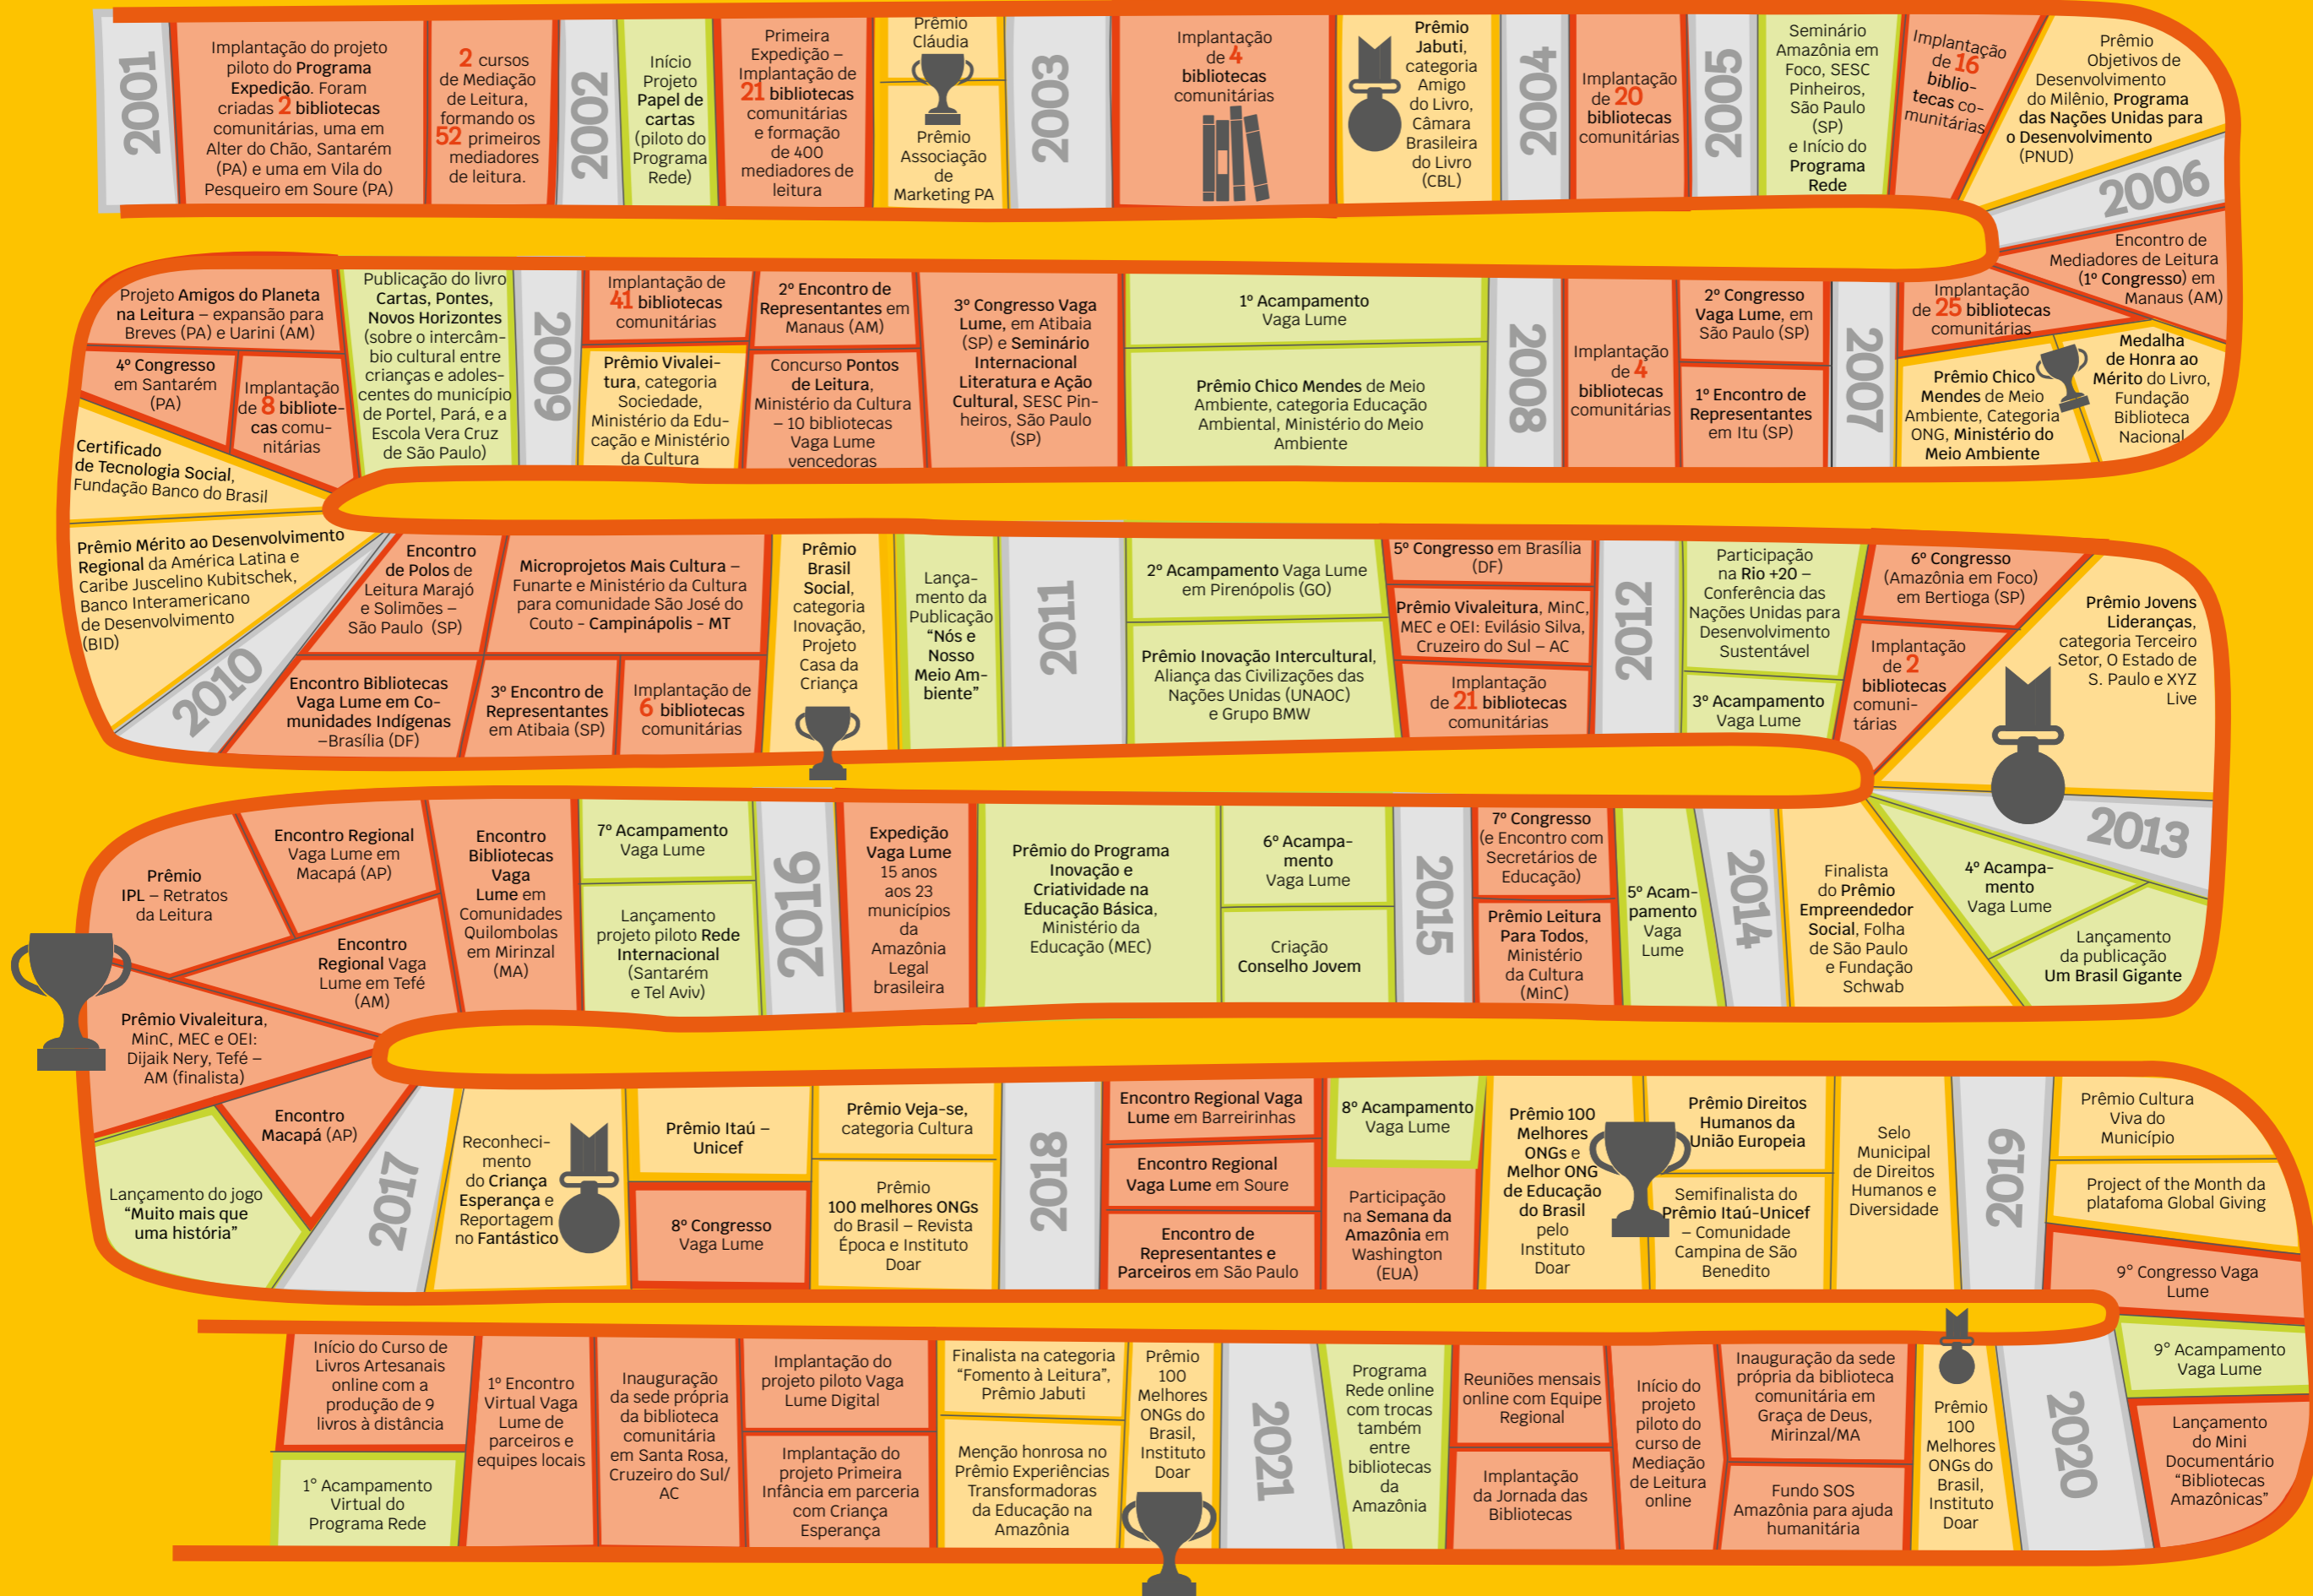 2001
Implantação do projeto
piloto do Programa
Expedição. Foram
criadas 2 bibliotecas
comunitárias, uma em
Alter do Chão, Santarém
(PA) e uma em Vila do
Pesqueiro em Soure (PA)
2 cursos
de Mediação
de Leitura,
formando os
52 primeiros
mediadores
de leitura.
2002
Início
Projeto
Papel de
cartas
(piloto do
Programa
Rede)
Primeira
Expedição –
Implantação de
21 bibliotecas
comunitárias
e formação
de 400
mediadores de
leitura
Prêmio
Cláudia
Prêmio
Associação
de
Marketing PA
2003
Implantação
de 4
bibliotecas
comunitárias
Prêmio
Jabuti,
categoria
Amigo
do Livro,
Câmara
Brasileira
do Livro
(CBL)
2004
Implantação
de 20
bibliotecas
comunitárias
2005
Seminário
Amazônia em
Foco, SESC
Pinheiros,
São Paulo
(SP)
e Início do
Programa
Rede
Implantação
de 16
biblio-
tecas co-
munitárias
Prêmio
Objetivos de
Desenvolvimento
do Milênio, Programa
das Nações Unidas para
o Desenvolvimento
(PNUD)
2006
Encontro de
Mediadores de Leitura
(1º Congresso) em
Manaus (AM)
Implantação
de 25 bibliotecas
comunitárias
Medalha
de Honra ao
Mérito do Livro,
Fundação
Biblioteca
Nacional
Prêmio Chico
Mendes de Meio
Ambiente, Categoria
ONG, Ministério do
Meio Ambiente
2007
2º Congresso
Vaga Lume, em
São Paulo (SP)
1º Encontro de
Representantes
em Itu (SP)
Implantação
de 4
bibliotecas
comunitárias
2008
1º Acampamento
Vaga Lume
Prêmio Chico Mendes de Meio
Ambiente, categoria Educação
Ambiental, Ministério do Meio
Ambiente
3º Congresso Vaga
Lume, em Atibaia
(SP) e Seminário
Internacional
Literatura e Ação
Cultural, SESC Pin-
heiros, São Paulo
(SP)
2º Encontro de
Representantes em
Manaus (AM)
Concurso Pontos
de Leitura,
Ministério da Cultura
– 10 bibliotecas
Vaga Lume
vencedoras
Implantação de
41 bibliotecas
comunitárias
Prêmio Vivalei-
tura, categoria
Sociedade,
Ministério da Edu-
cação e Ministério
da Cultura
2009
Publicação do livro
Cartas, Pontes,
Novos Horizontes
(sobre o intercâm-
bio cultural entre
crianças e adoles-
centes do município
de Portel, Pará, e a
Escola Vera Cruz
de São Paulo)
Projeto Amigos do Planeta
na Leitura – expansão para
Breves (PA) e Uarini (AM)
4º Congresso
em Santarém
(PA)
Implantação
de 8 bibliote-
cas comu-
nitárias
Certificado
de Tecnologia Social,
Fundação Banco do Brasil
Prêmio Mérito ao Desenvolvimento
Regional da América Latina e
Caribe Juscelino Kubitschek,
Banco Interamericano
de Desenvolvimento
(BID)
2010
Encontro
de Polos de
Leitura Marajó
e Solimões –
São Paulo (SP)
Encontro Bibliotecas
Vaga Lume em Co-
munidades Indígenas
–Brasília (DF)
Microprojetos Mais Cultura –
Funarte e Ministério da Cultura
para comunidade São José do
Couto - Campinápolis - MT
3º Encontro de
Representantes
em Atibaia (SP)
Implantação de
6 bibliotecas
comunitárias
Prêmio
Brasil
Social,
categoria
Inovação,
Projeto
Casa da
Criança
Lança-
mento da
Publicação
“Nós e
Nosso
Meio Am-
biente”
2011
2º Acampamento Vaga Lume
em Pirenópolis (GO)
Prêmio Inovação Intercultural,
Aliança das Civilizações das
Nações Unidas (UNAOC)
e Grupo BMW
5º Congresso em Brasília
(DF)
Prêmio Vivaleitura, MinC,
MEC e OEI: Evilásio Silva,
Cruzeiro do Sul – AC
Implantação
de 21 bibliotecas
comunitárias
2012
Participação
na Rio +20 –
Conferência das
Nações Unidas para
Desenvolvimento
Sustentável
3º Acampamento
Vaga Lume
6º Congresso
(Amazônia em Foco)
em Bertioga (SP)
Implantação
de 2
bibliotecas
comuni-
tárias
Prêmio Jovens
Lideranças,
categoria Terceiro
Setor, O Estado de
S. Paulo e XYZ
Live
2013
4º Acampa-
mento
Vaga Lume
Lançamento
da publicação
Um Brasil Gigante
Finalista
do Prêmio
Empreendedor
Social, Folha
de São Paulo
e Fundação
Schwab
2014
5º Acam-
pamento
Vaga
Lume
7º Congresso
(e Encontro com
Secretários de
Educação)
Prêmio Leitura
Para Todos,
Ministério
da Cultura
(MinC)
2015
6º Acampa-
mento
Vaga Lume
Criação
Conselho Jovem
Prêmio do Programa
Inovação e
Criatividade na
Educação Básica,
Ministério da
Educação (MEC)
Expedição
Vaga Lume
15 anos
aos 23
municípios
da
Amazônia
Legal
brasileira
2016
7º Acampamento
Vaga Lume
Lançamento
projeto piloto Rede
Internacional
(Santarém
e Tel Aviv)
Encontro
Bibliotecas
Vaga
Lume em
Comunidades
Quilombolas
em Mirinzal
(MA)
Encontro Regional
Vaga Lume em
Macapá (AP)
Encontro
Regional Vaga
Lume em Tefé
(AM)
Prêmio
IPL – Retratos
da Leitura
Prêmio Vivaleitura,
MinC, MEC e OEI:
Dijaik Nery, Tefé –
AM (finalista)
Encontro
Macapá (AP)
Lançamento do jogo
“Muito mais que
uma história”
2017
Reconheci-
mento
do Criança
Esperança e
Reportagem
no Fantástico
Prêmio Itaú –
Unicef
8º Congresso
Vaga Lume
Prêmio Veja-se,
categoria Cultura
Prêmio
100 melhores ONGs
do Brasil – Revista
Época e Instituto
Doar
2018
Encontro Regional Vaga
Lume em Barreirinhas
Encontro Regional
Vaga Lume em Soure
Encontro de
Representantes e
Parceiros em São Paulo
8º Acampamento
Vaga Lume
Participação
na Semana da
Amazônia em
Washington
(EUA)
Prêmio 100
Melhores
ONGs e
Melhor ONG
de Educação
do Brasil
pelo
Instituto
Doar
Prêmio Direitos
Humanos da
União Europeia
Semifinalista do
Prêmio Itaú-Unicef
– Comunidade
Campina de São
Benedito
Selo
Municipal
de Direitos
Humanos e
Diversidade
2019
Prêmio Cultura
Viva do
Município
Project of the Month da
platafoma Global Giving
9° Congresso Vaga
Lume
9° Acampamento
Vaga Lume
Lançamento
do Mini
Documentário
“Bibliotecas
Amazônicas”
2020
Prêmio
100
Melhores
ONGs do
Brasil,
Instituto
Doar
Inauguração da sede
própria da biblioteca
comunitária em
Graça de Deus,
Mirinzal/MA
Fundo SOS
Amazônia para ajuda
humanitária
Início do
projeto
piloto do
curso de
Mediação
de Leitura
online
Reuniões mensais
online com Equipe
Regional
Implantação
da Jornada das
Bibliotecas
Programa
Rede online
com trocas
também
entre
bibliotecas
da
Amazônia
2021
Prêmio
100
Melhores
ONGs do
Brasil,
Instituto
Doar
Finalista na categoria
“Fomento à Leitura”,
Prêmio Jabuti
Menção honrosa no
Prêmio Experiências
Transformadoras
da Educação na
Amazônia
Implantação do
projeto piloto Vaga
Lume Digital
Implantação do
projeto Primeira
Infância em parceria
com Criança
Esperança
Inauguração
da sede própria
da biblioteca
comunitária
em Santa Rosa,
Cruzeiro do Sul/
AC
1º Encontro
Virtual Vaga
Lume de
parceiros e
equipes locais
Início do Curso de
Livros Artesanais
online com a
produção de 9
livros à distância
1° Acampamento
Virtual do
Programa Rede